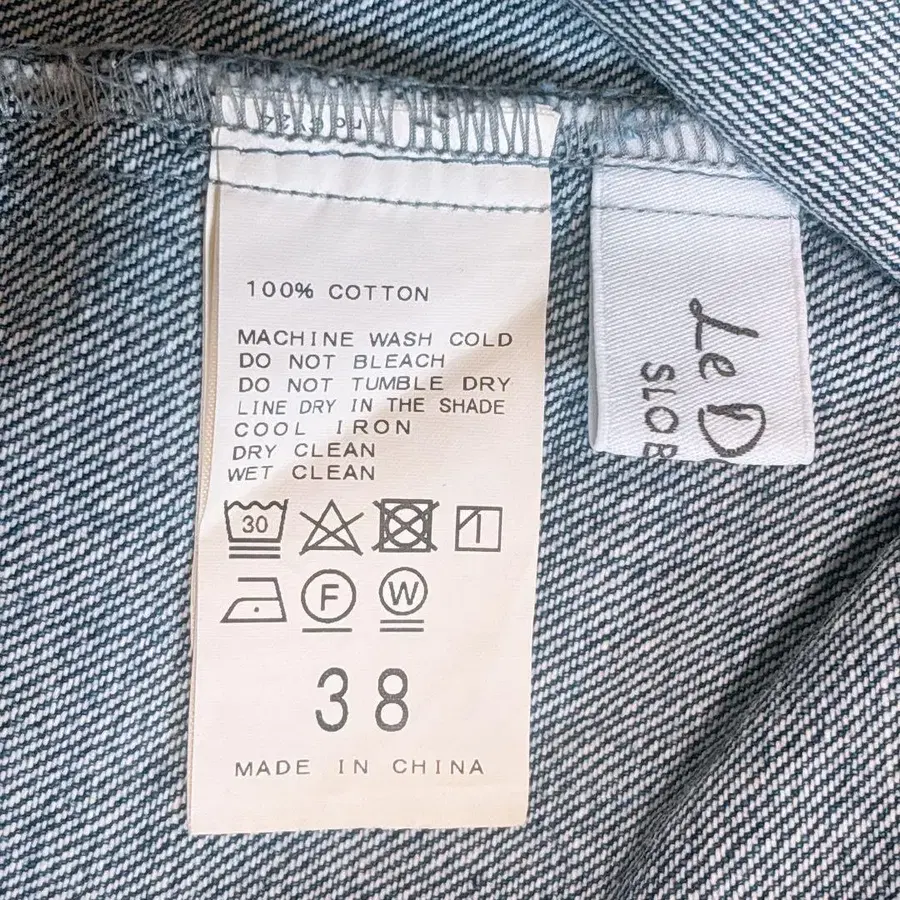 100% COTTON
MACHINE WASH COLD
DO NOT BLEACH
DO NOT TUMBLE DRY
LINE DRY IN THE SHADE
COOL IRON
DRY CLEAN
WET CLEAN
30
F W
38
MADE IN CHINA
Le D
SLOB